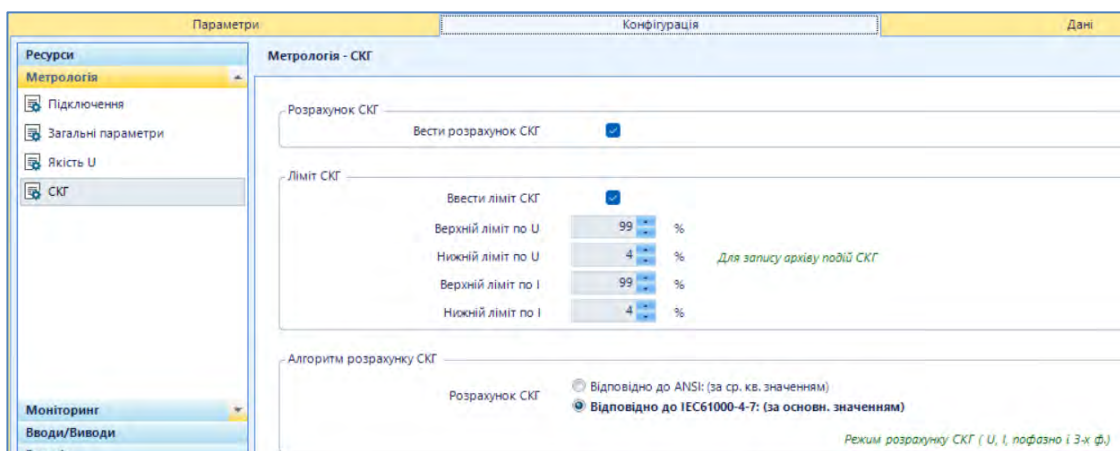 Параметри
Конфігурація
Дані
Ресурси
Метрологія
Підключення
Загальні параметри
Якість U
СКГ
Моніторинг
Вводи/Виводи
Метрологія - СКГ
Розрахунок СКГ
Вести розрахунок СКГ
Ліміт СКГ
Ввести ліміт СКГ
Верхній ліміт по U 99 %
Нижній ліміт по U 4 % Для запису архіву подій СКГ
Верхній ліміт по I 99 %
Нижній ліміт по I 4 %
Алгоритм розрахунку СКГ
Розрахунок СКГ
Відповідно до ANSI: (за ср. кв. значенням)
Відповідно до IEC61000-4-7: (за основн. значенням)
Режим розрахунку СКГ ( U, I, пофазно і 3-х ф.)